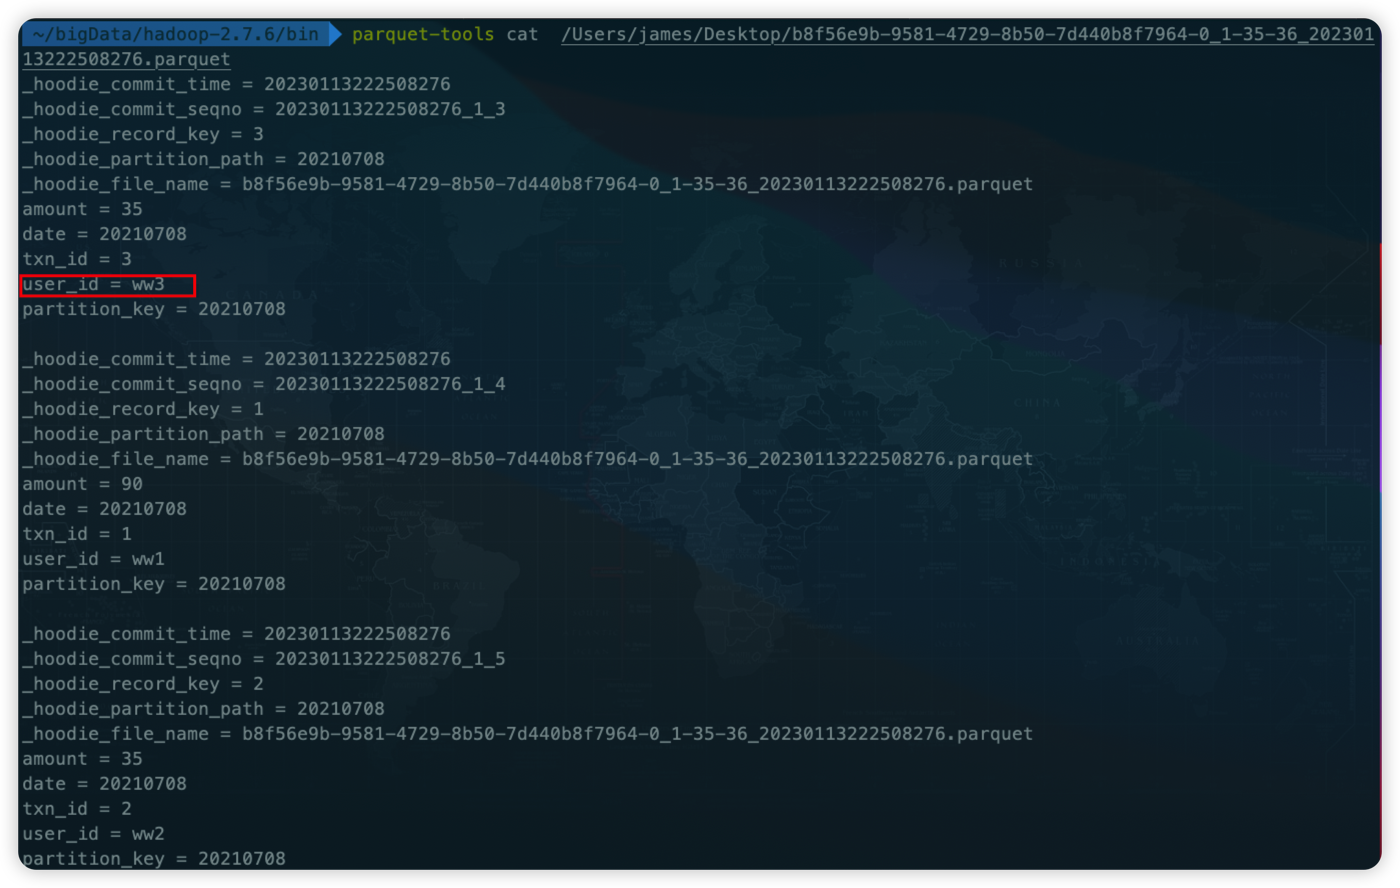 ~/bigData/hadoop-2.7.6/bin parquet-tools cat /Users/james/Desktop/b8f56e9b-9581-4729-8b50-7d440b8f7964-0_1-35-36_202301
13222508276.parquet
_hoodie_commit_time = 20230113222508276
_hoodie_commit_seqno = 20230113222508276_1_3
_hoodie_record_key = 3
_hoodie_partition_path = 20210708
_hoodie_file_name = b8f56e9b-9581-4729-8b50-7d440b8f7964-0_1-35-36_20230113222508276.parquet
amount = 35
date = 20210708
txn_id = 3
user_id = ww3
partition_key = 20210708
_hoodie_commit_time = 20230113222508276
_hoodie_commit_seqno = 20230113222508276_1_4
_hoodie_record_key = 1
_hoodie_partition_path = 20210708
_hoodie_file_name = b8f56e9b-9581-4729-8b50-7d440b8f7964-0_1-35-36_20230113222508276.parquet
amount = 90
date = 20210708
txn_id = 1
user_id = ww1
partition_key = 20210708
_hoodie_commit_time = 20230113222508276
_hoodie_commit_seqno = 20230113222508276_1_5
_hoodie_record_key = 2
_hoodie_partition_path = 20210708
_hoodie_file_name = b8f56e9b-9581-4729-8b50-7d440b8f7964-0_1-35-36_20230113222508276.parquet
amount = 35
date = 20210708
txn_id = 2
user_id = ww2
partition_key = 20210708